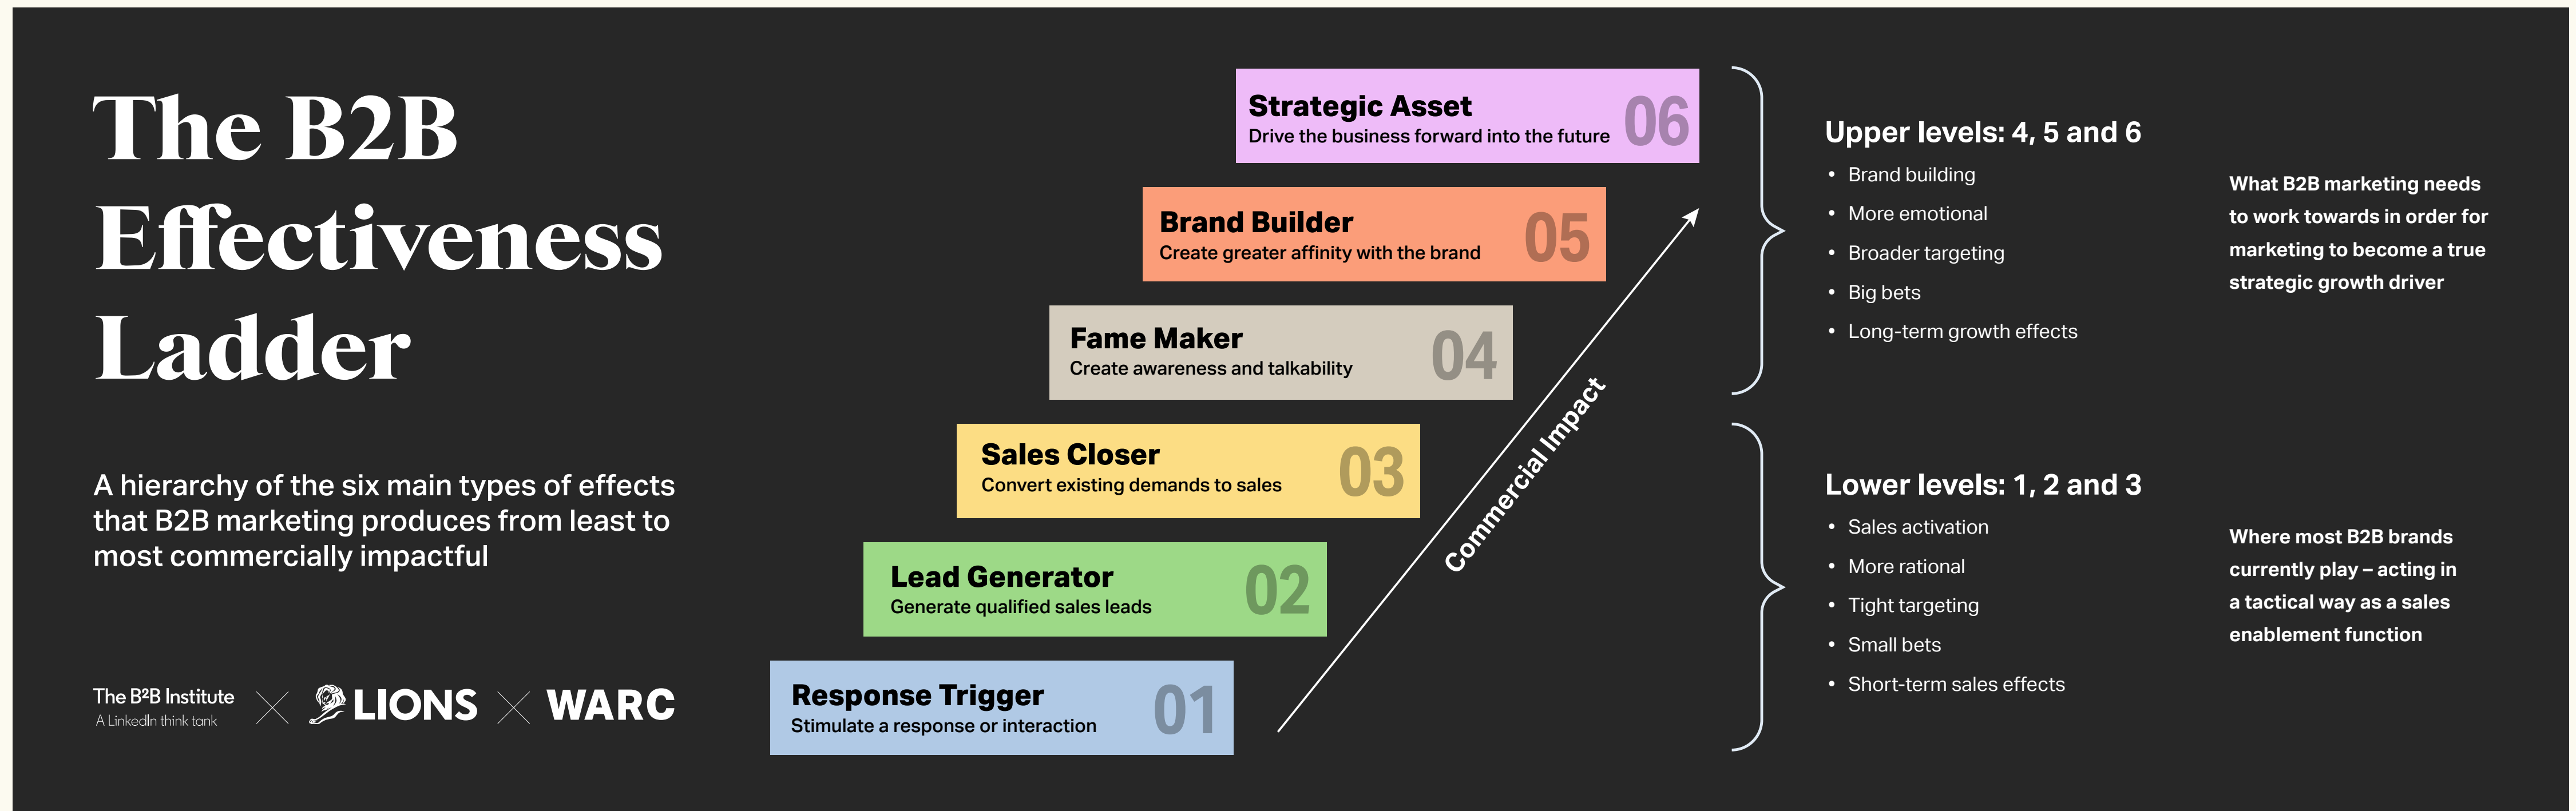 The B2B
Effectiveness
Ladder
A hierarchy of the six main types of effects
that B2B marketing produces from least to
most commercially impactful
The B²B Institute
A LinkedIn think tank
LIONS
WARC
Strategic Asset
Drive the business forward into the future
06
Brand Builder
Create greater affinity with the brand
05
Fame Maker
Create awareness and talkability
04
Sales Closer
Convert existing demands to sales
03
Lead Generator
Generate qualified sales leads
02
Response Trigger
Stimulate a response or interaction
01
Commercial Impact
Upper levels: 4, 5 and 6
• Brand building
• More emotional
• Broader targeting
• Big bets
• Long-term growth effects
What B2B marketing needs
to work towards in order for
marketing to become a true
strategic growth driver
Lower levels: 1, 2 and 3
• Sales activation
• More rational
• Tight targeting
• Small bets
• Short-term sales effects
Where most B2B brands
currently play – acting in
a tactical way as a sales
enablement function